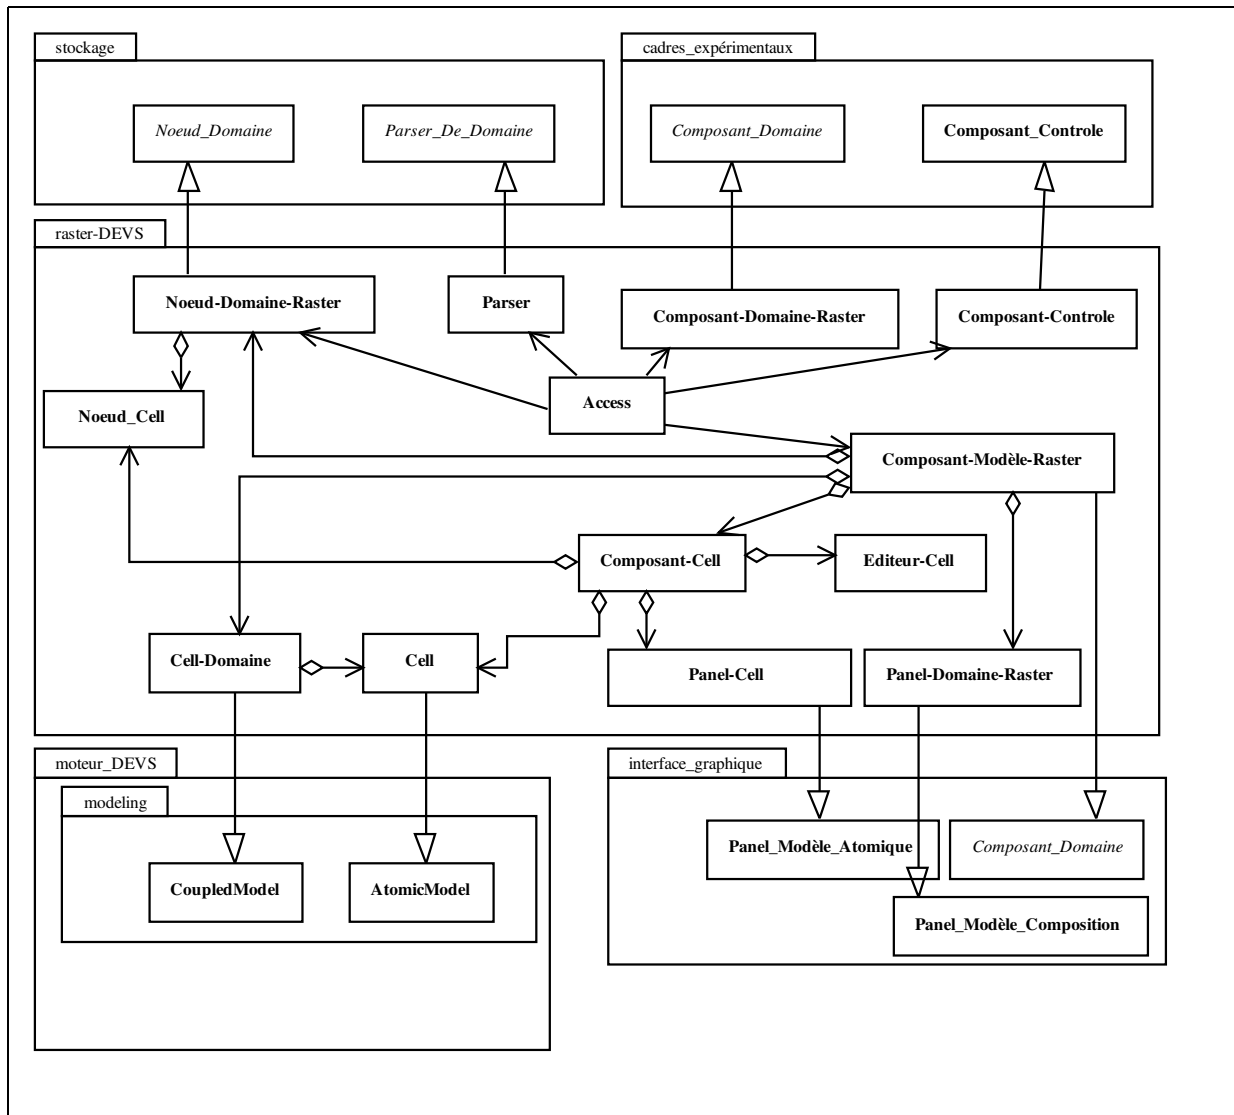 stockage
cadres_expérimentaux
Noeud_Domaine
Parser_De_Domaine
Composant_Domaine
Composant_Controle
raster-DEVS
Noeud-Domaine-Raster
Parser
Composant-Domaine-Raster
Composant-Controle
Noeud_Cell
Access
Composant-Modèle-Raster
Composant-Cell
Editeur-Cell
Cell-Domaine
Cell
Panel-Cell
Panel-Domaine-Raster
moteur_DEVS
interface_graphique
modeling
Panel_Modèle_Atomique
Composant_Domaine
CoupledModel
AtomicModel
Panel_Modèle_Composition